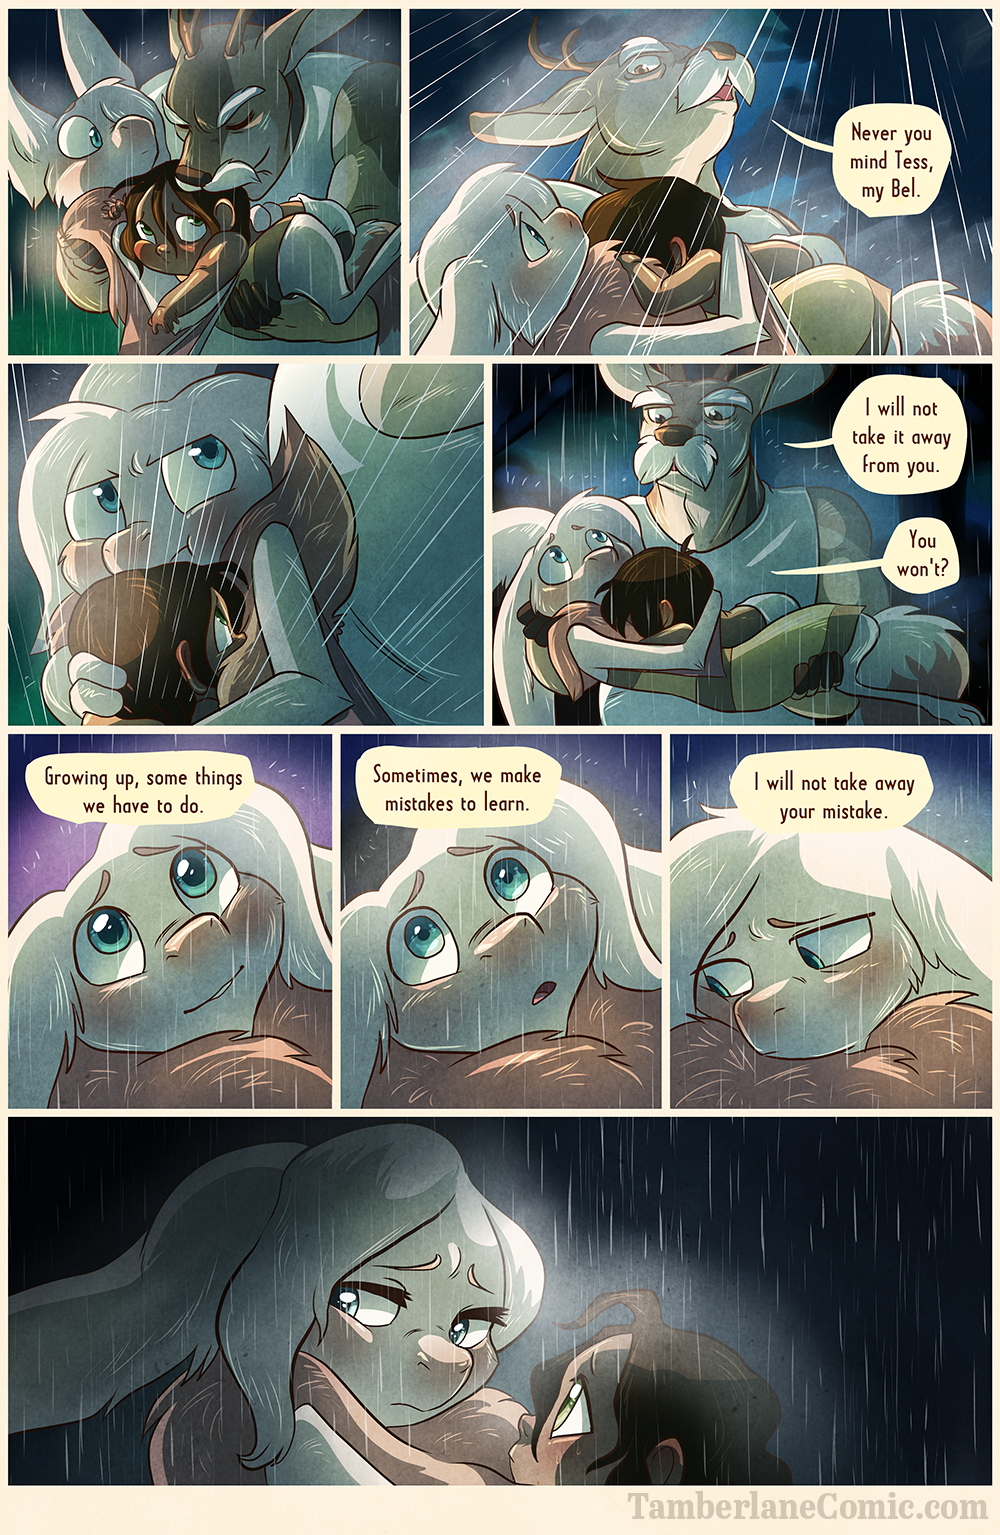 Never you
mind Tess,
my Bel.
I will not
take it away
from you.
You
won't?
Growing up, some things
we have to do.
Sometimes, we make
mistakes to learn.
I will not take away
your mistake.
TamberlaneComic.com